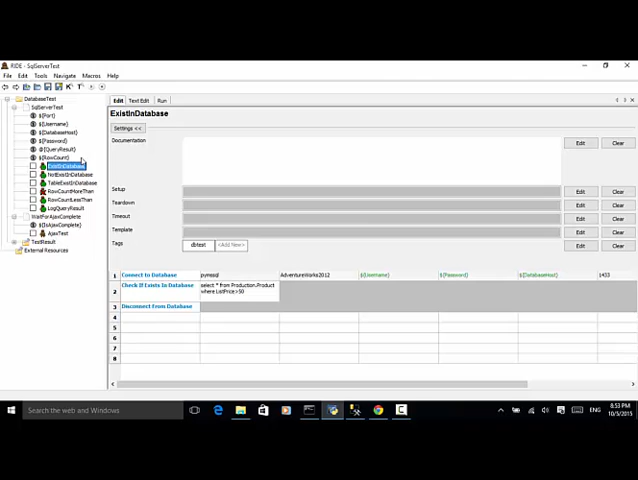 RIDE - SqlServerTest
File Edit Tools Navigate Macros Help
DatabaseTest
SqlServerTest
${Port}
${Username}
${DatabaseHost}
${Password}
@{QueryResult}
${RowCount}
ExistInDatabase
NotExistInDatabase
TableExistInDatabase
RowCountMoreThan
RowCountLessThan
LogQueryResult
WaitForAjaxComplete
${IsAjaxComplete}
AjaxTest
TestResult
External Resources
Edit Text Edit Run
ExistInDatabase
Settings <<
Documentation Edit Clear
Setup Edit Clear
Teardown Edit Clear
Timeout Edit Clear
Template Edit Clear
Tags dbtest <Add New> Edit Clear
1 Connect to Database pymssql AdventureWorks2012 ${Username} ${Password} ${DatabaseHost} 1433
2 Check If Exists In Database select * from Production.Product
where ListPrice>50
3 Disconnect From Database
4
5
6
7
8
Search the web and Windows
ENG
8:53 PM
10/5/2015